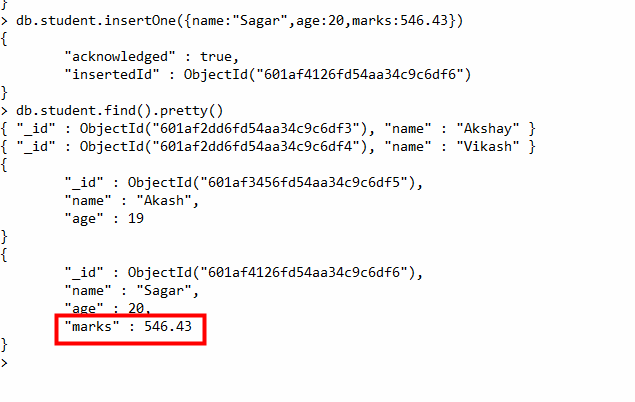 }
> db.student.insertOne({name:"Sagar",age:20,marks:546.43})
{
        "acknowledged" : true,
        "insertedId" : ObjectId("601af4126fd54aa34c9c6df6")
}
> db.student.find().pretty()
{ "_id" : ObjectId("601af2dd6fd54aa34c9c6df3"), "name" : "Akshay" }
{ "_id" : ObjectId("601af2dd6fd54aa34c9c6df4"), "name" : "Vikash" }
{
        "_id" : ObjectId("601af3456fd54aa34c9c6df5"),
        "name" : "Akash",
        "age" : 19
}
{
        "_id" : ObjectId("601af4126fd54aa34c9c6df6"),
        "name" : "Sagar",
        "age" : 20,
        "marks" : 546.43
}
>